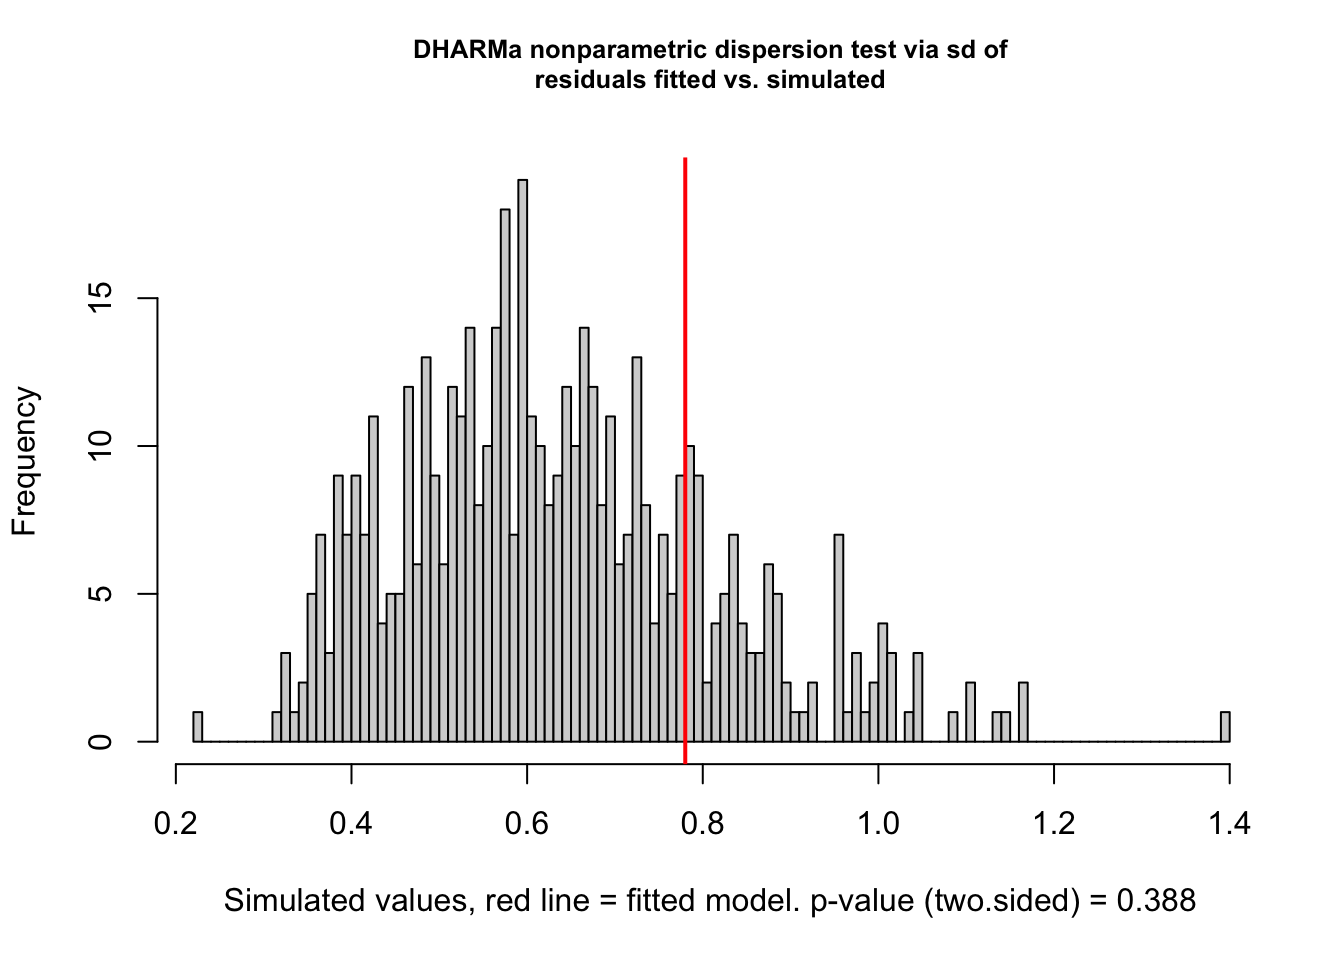 DHARMa nonparametric dispersion test via sd of
residuals fitted vs. simulated
Frequency
15
10
5
0
0.2 0.4 0.6 0.8 1.0 1.2 1.4
Simulated values, red line = fitted model. p-value (two.sided) = 0.388